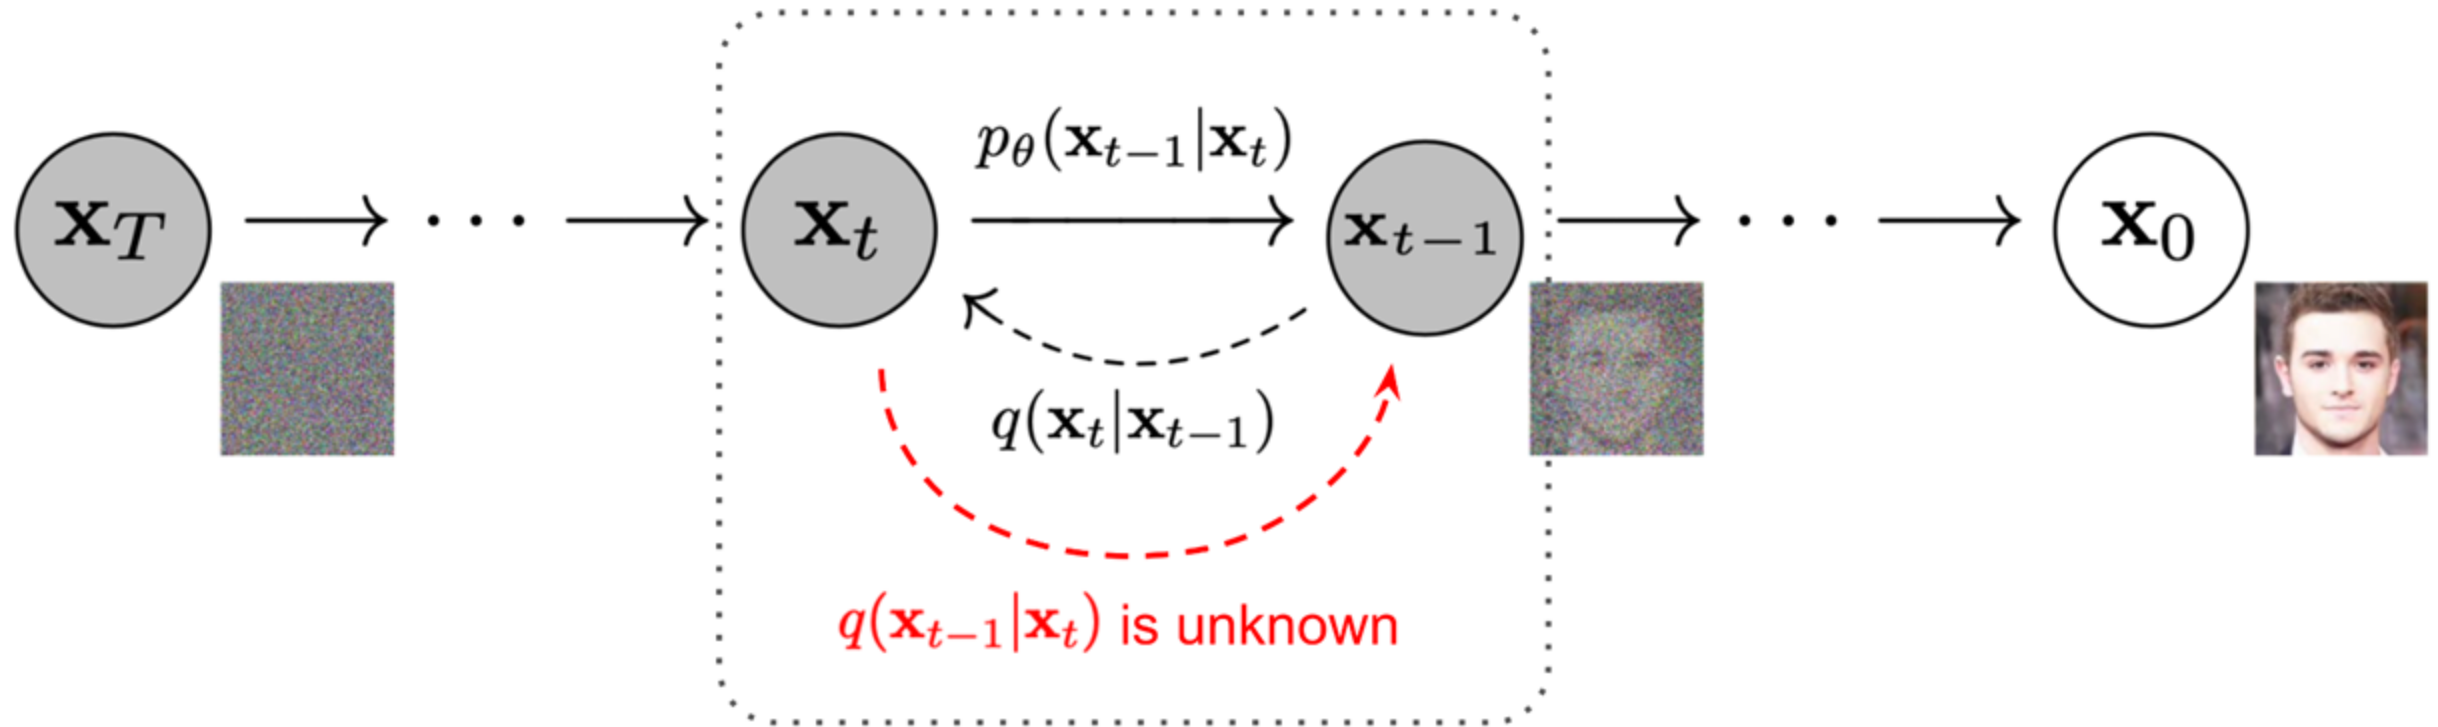 p_θ(x_{t−1}|x_t)
x_T → ··· → x_t → x_{t−1} → ··· → x_0
q(x_t|x_{t−1})
q(x_{t−1}|x_t) is unknown